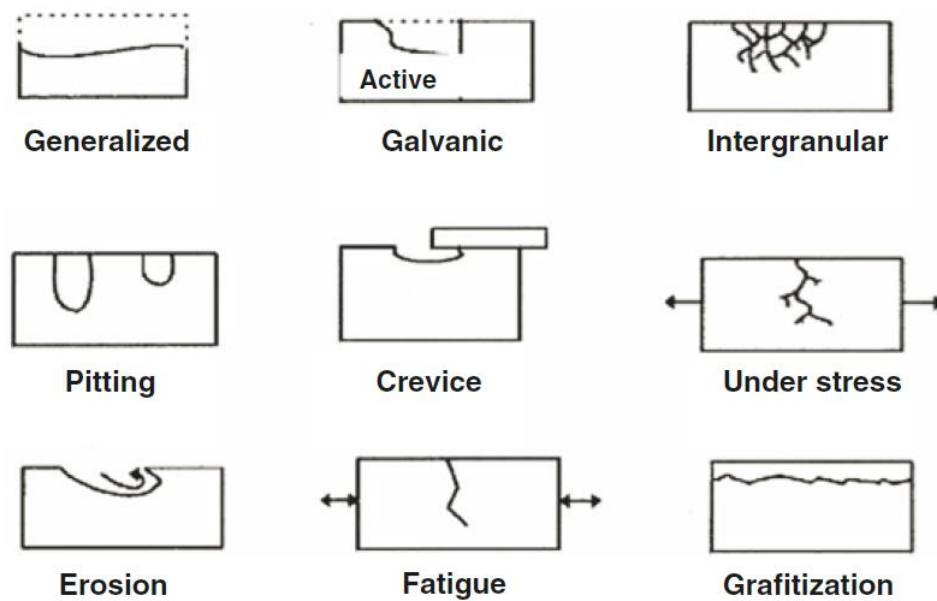 Active
Generalized
Galvanic
Intergranular
Pitting
Crevice
Under stress
Erosion
Fatigue
Grafitization